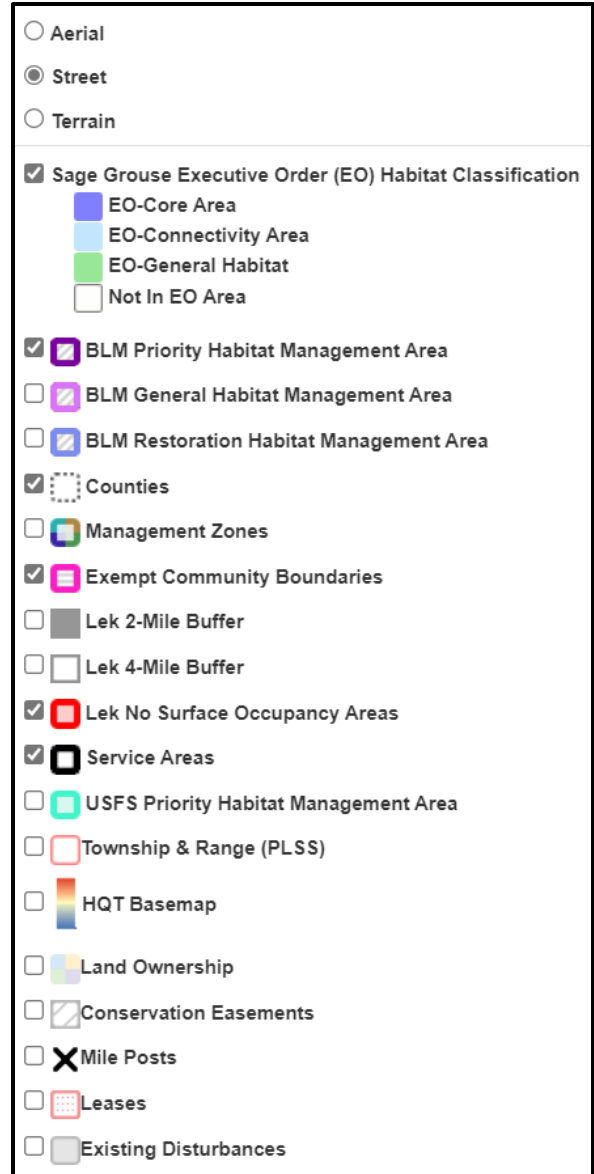 Aerial
Street
Terrain
Sage Grouse Executive Order (EO) Habitat Classification
EO-Core Area
EO-Connectivity Area
EO-General Habitat
Not In EO Area
BLM Priority Habitat Management Area
BLM General Habitat Management Area
BLM Restoration Habitat Management Area
Counties
Management Zones
Exempt Community Boundaries
Lek 2-Mile Buffer
Lek 4-Mile Buffer
Lek No Surface Occupancy Areas
Service Areas
USFS Priority Habitat Management Area
Township & Range (PLSS)
HQT Basemap
Land Ownership
Conservation Easements
Mile Posts
Leases
Existing Disturbances